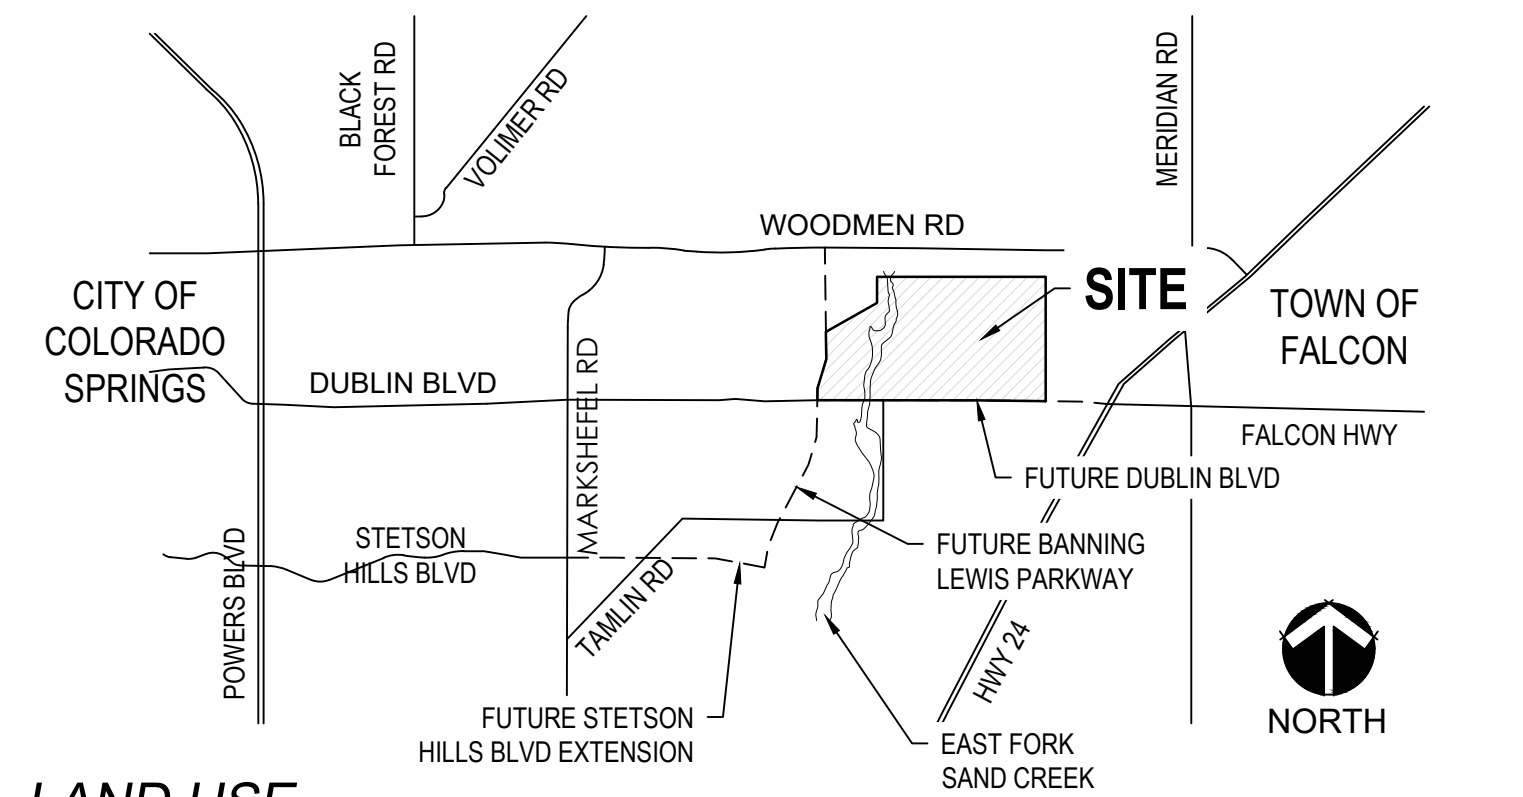 BLACK
FOREST RD
VOLIMER RD
MERIDIAN RD
WOODMEN RD
CITY OF
COLORADO
SPRINGS
SITE
TOWN OF
FALCON
DUBLIN BLVD
MARKSHEFEL RD
FALCON HWY
FUTURE DUBLIN BLVD
STETSON
HILLS BLVD
POWERS BLVD
TAMLIN RD
FUTURE BANNING
LEWIS PARKWAY
HWY 24
FUTURE STETSON
HILLS BLVD EXTENSION
EAST FORK
SAND CREEK
NORTH
LAND USE